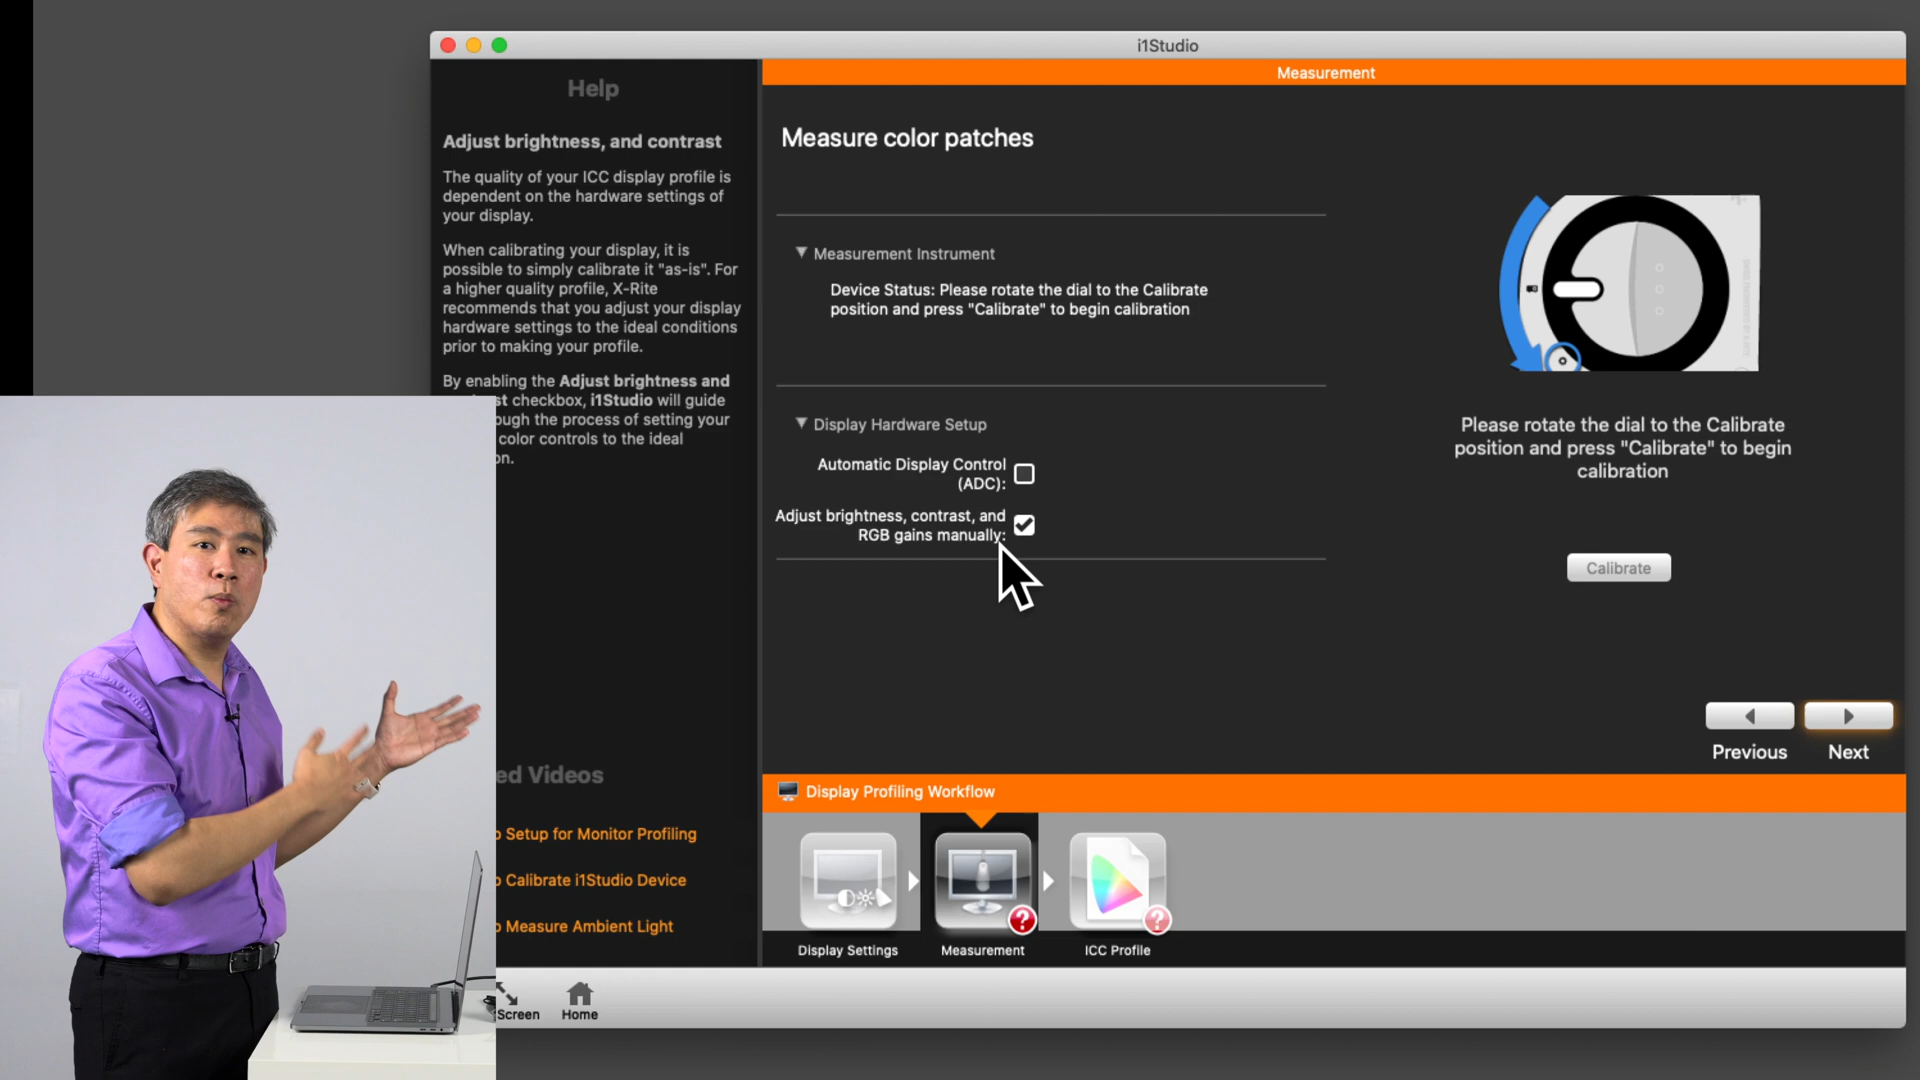 i1Studio
Help
Adjust brightness, and contrast
The quality of your ICC display profile is
dependent on the hardware settings of
your display.
When calibrating your display, it is
possible to simply calibrate it "as-is". For
a higher quality profile, X-Rite
recommends that you adjust your display
hardware settings to the ideal conditions
prior to making your profile.
By enabling the Adjust brightness and
st checkbox, i1Studio will guide
ugh the process of setting your
color controls to the ideal
n.
ed Videos
o Setup for Monitor Profiling
o Calibrate i1Studio Device
o Measure Ambient Light
Measurement
Measure color patches
Measurement Instrument
Device Status: Please rotate the dial to the Calibrate
position and press "Calibrate" to begin calibration
Display Hardware Setup
Automatic Display Control
(ADC):
Adjust brightness, contrast, and
RGB gains manually:
Please rotate the dial to the Calibrate
position and press "Calibrate" to begin
calibration
Calibrate
Previous
Next
Display Profiling Workflow
Display Settings
Measurement
ICC Profile
Screen
Home